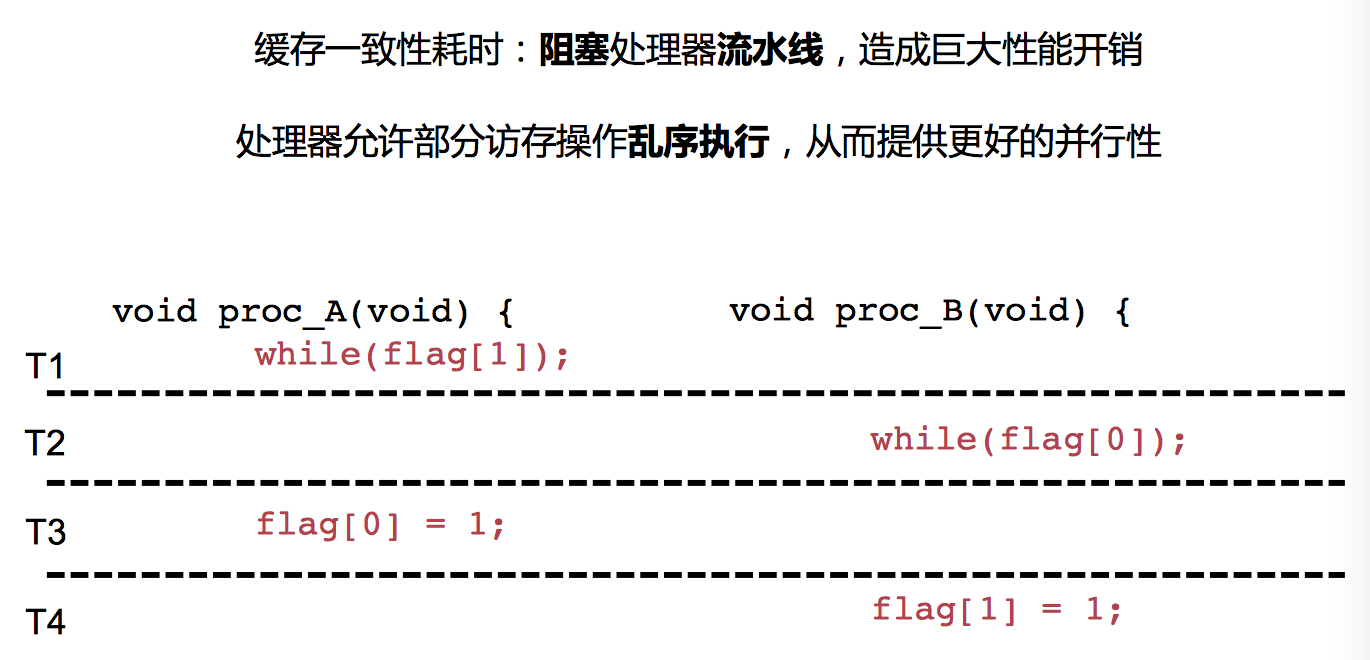 缓存一致性耗时：阻塞处理器流水线，造成巨大性能开销
处理器允许部分访存操作乱序执行，从而提供更好的并行性
void proc_A(void) { void proc_B(void) {
T1 while(flag[1]);
T2 while(flag[0]);
T3 flag[0] = 1;
T4 flag[1] = 1;